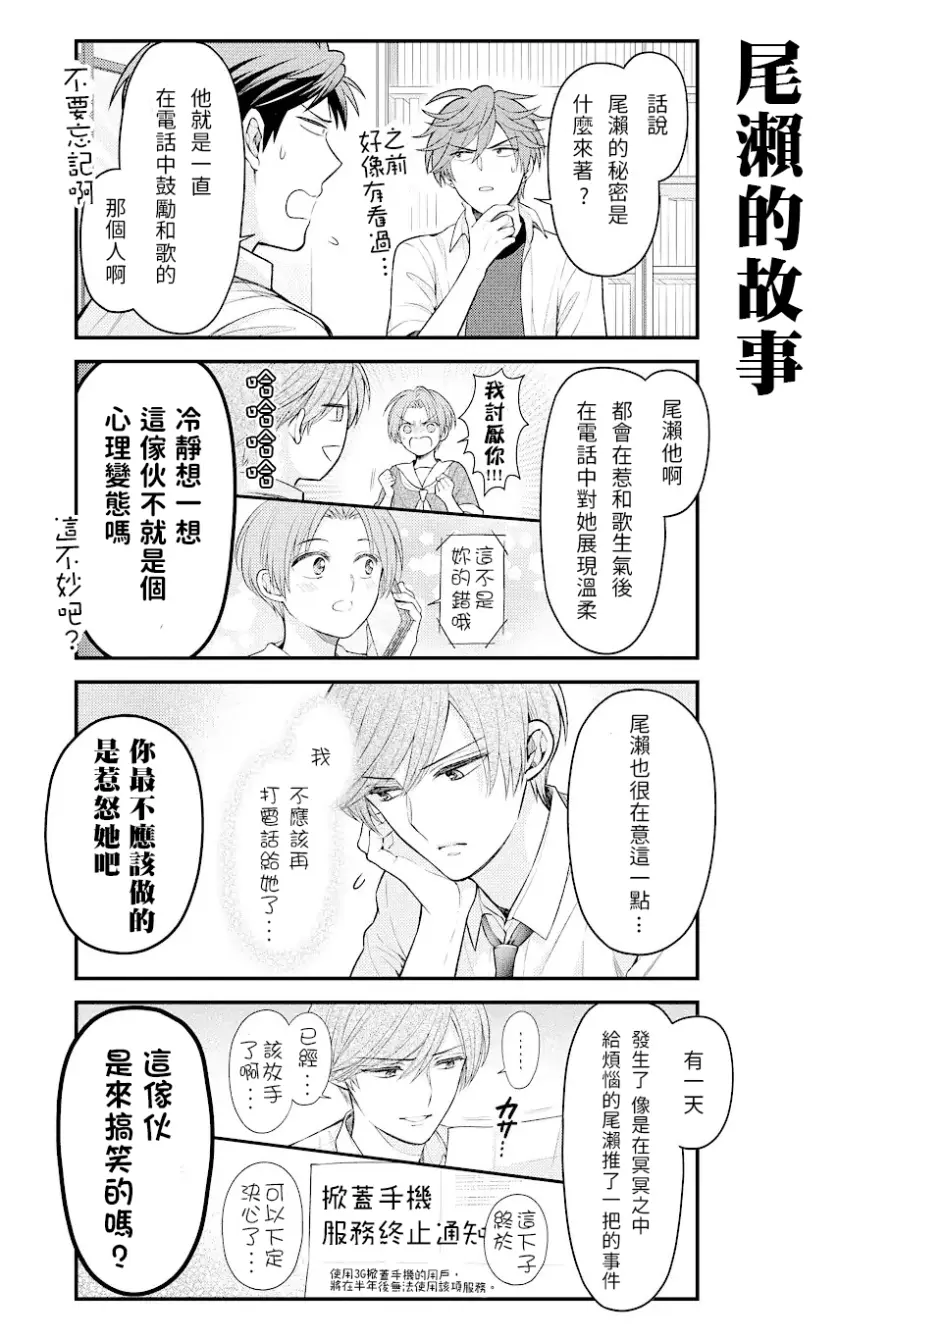 尾瀨的故事
話說
尾瀨的秘密是
什麼來著？
之前
好像有看過…
他就是一直
在電話中鼓勵和歌的
那個人啊
不要忘記啊
尾瀨他啊
都會在惹和歌生氣後
在電話中對她展現溫柔
我討厭你!!!
哈哈哈哈哈
哈哈哈哈
這不是
妳的錯哦
冷靜想一想
這傢伙不就是個
心理變態嗎
這不妙吧？
尾瀨也很在意這一點…
我
不應該再
打電話給她了…
你最不應該做的
是惹怒她吧
有一天
發生了 像是在冥冥之中
給煩惱的尾瀨推了一把的事件
……
已經…
該放手
了啊…
カサ…
掀蓋手機
服務終止通知
使用3G掀蓋手機的用戶，
將在半年後無法使用該項服務。
這下子
終於
可以下定
決心了…
這傢伙
是來搞笑的嗎？